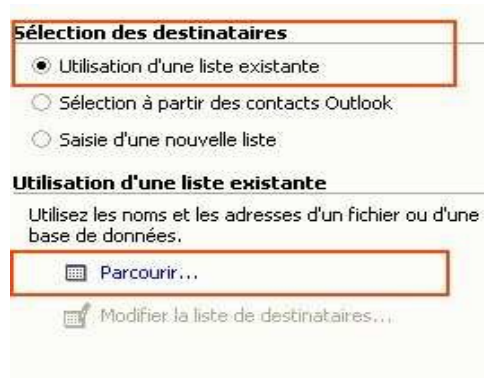 Sélection des destinataires
Utilisation d'une liste existante
Sélection à partir des contacts Outlook
Saisie d'une nouvelle liste
Utilisation d'une liste existante
Utilisez les noms et les adresses d'un fichier ou d'une
base de données.
Parcourir...
Modifier la liste de destinataires...